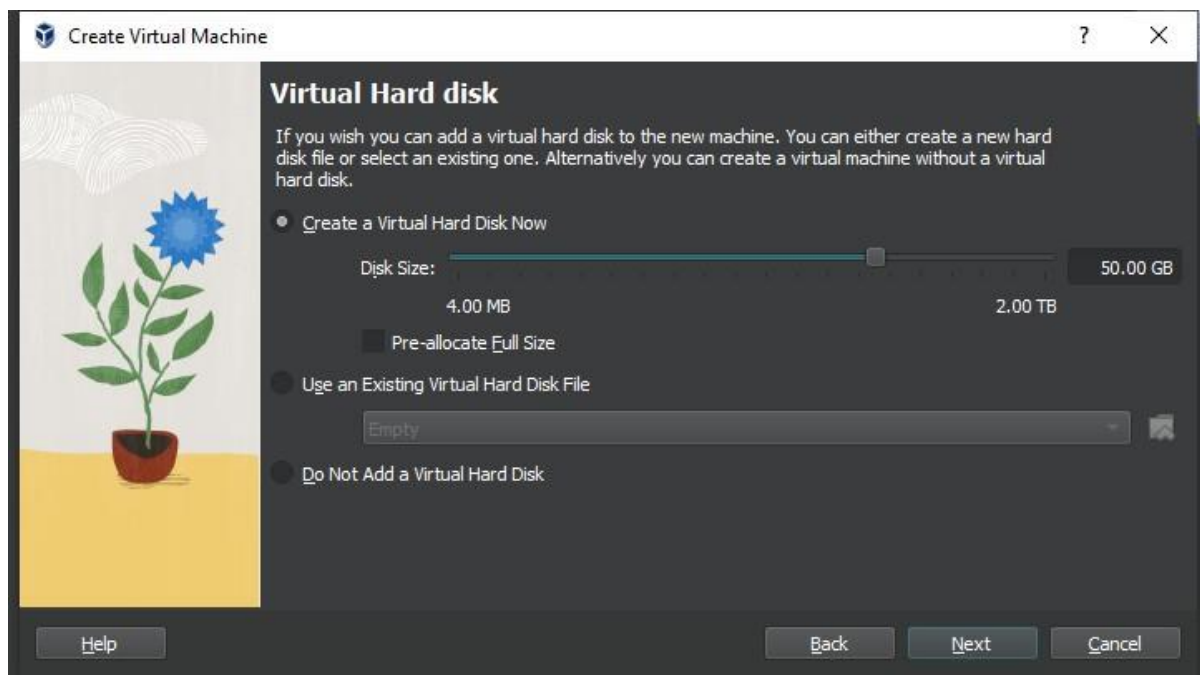 Create Virtual Machine
?
Virtual Hard disk
If you wish you can add a virtual hard disk to the new machine. You can either create a new hard
disk file or select an existing one. Alternatively you can create a virtual machine without a virtual
hard disk.
Create a Virtual Hard Disk Now
Disk Size:
50.00 GB
4.00 MB
2.00 TB
Pre-allocate Full Size
Use an Existing Virtual Hard Disk File
Empty
Do Not Add a Virtual Hard Disk
Help
Back
Next
Cancel